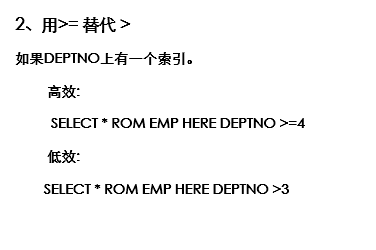 2、用>= 替代 >
如果DEPTNO上有一个索引。
高效:
SELECT * ROM EMP HERE DEPTNO >=4
低效:
SELECT * ROM EMP HERE DEPTNO >3